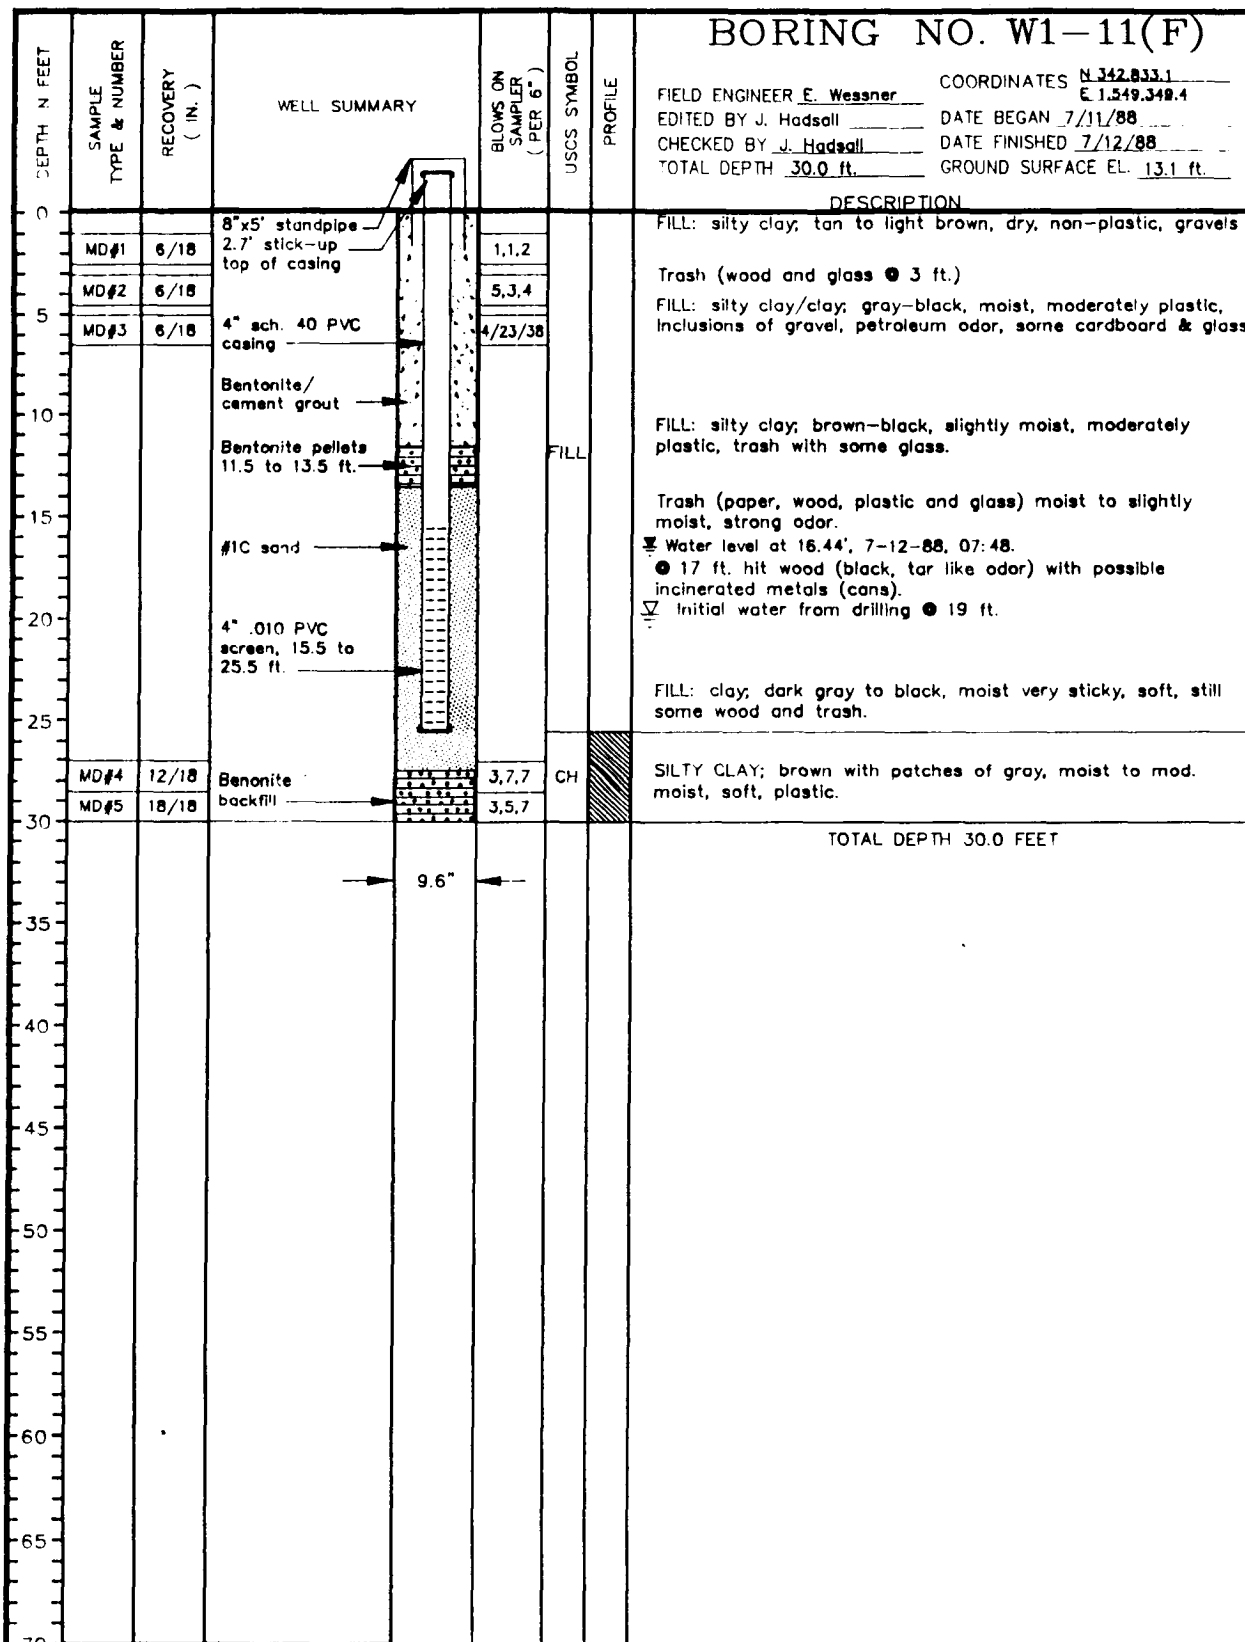 BORING NO. W1-11(F)
FIELD ENGINEER E. Wessner
COORDINATES N 342.833.1
E 1.549.349.4
EDITED BY J. Hadsall
DATE BEGAN 7/11/88
CHECKED BY J. Hadsall
DATE FINISHED 7/12/88
TOTAL DEPTH 30.0 ft.
GROUND SURFACE EL. 13.1 ft.
DEPTH N FEET
SAMPLE
TYPE & NUMBER
RECOVERY
( IN. )
WELL SUMMARY
BLOWS ON
SAMPLER
( PER 6" )
USCS SYMBOL
PROFILE
DESCRIPTION
0
5
10
15
20
25
30
35
40
45
50
55
60
65
70
MD#1 6/18 1,1,2
MD#2 6/18 5,3,4
MD#3 6/18 4/23/38
MD#4 12/18 3,7,7
MD#5 18/18 3,5,7
8"x5' standpipe
2.7' stick-up
top of casing
4" sch. 40 PVC
casing
Bentonite/
cement grout
Bentonite pellets
11.5 to 13.5 ft.
#1C sand
4" .010 PVC
screen, 15.5 to
25.5 ft.
Benonite
backfill
9.6"
FILL
CH
FILL: silty clay; tan to light brown, dry, non-plastic, gravels
Trash (wood and glass @ 3 ft.)
FILL: silty clay/clay; gray-black, moist, moderately plastic,
Inclusions of gravel, petroleum odor, some cardboard & glass
FILL: silty clay; brown-black, slightly moist, moderately
plastic, trash with some glass.
Trash (paper, wood, plastic and glass) moist to slightly
moist, strong odor.
Water level at 16.44', 7-12-88, 07:48.
@ 17 ft. hit wood (black, tar like odor) with possible
incinerated metals (cans).
Initial water from drilling @ 19 ft.
FILL: clay; dark gray to black, moist very sticky, soft, still
some wood and trash.
SILTY CLAY; brown with patches of gray, moist to mod.
moist, soft, plastic.
TOTAL DEPTH 30.0 FEET